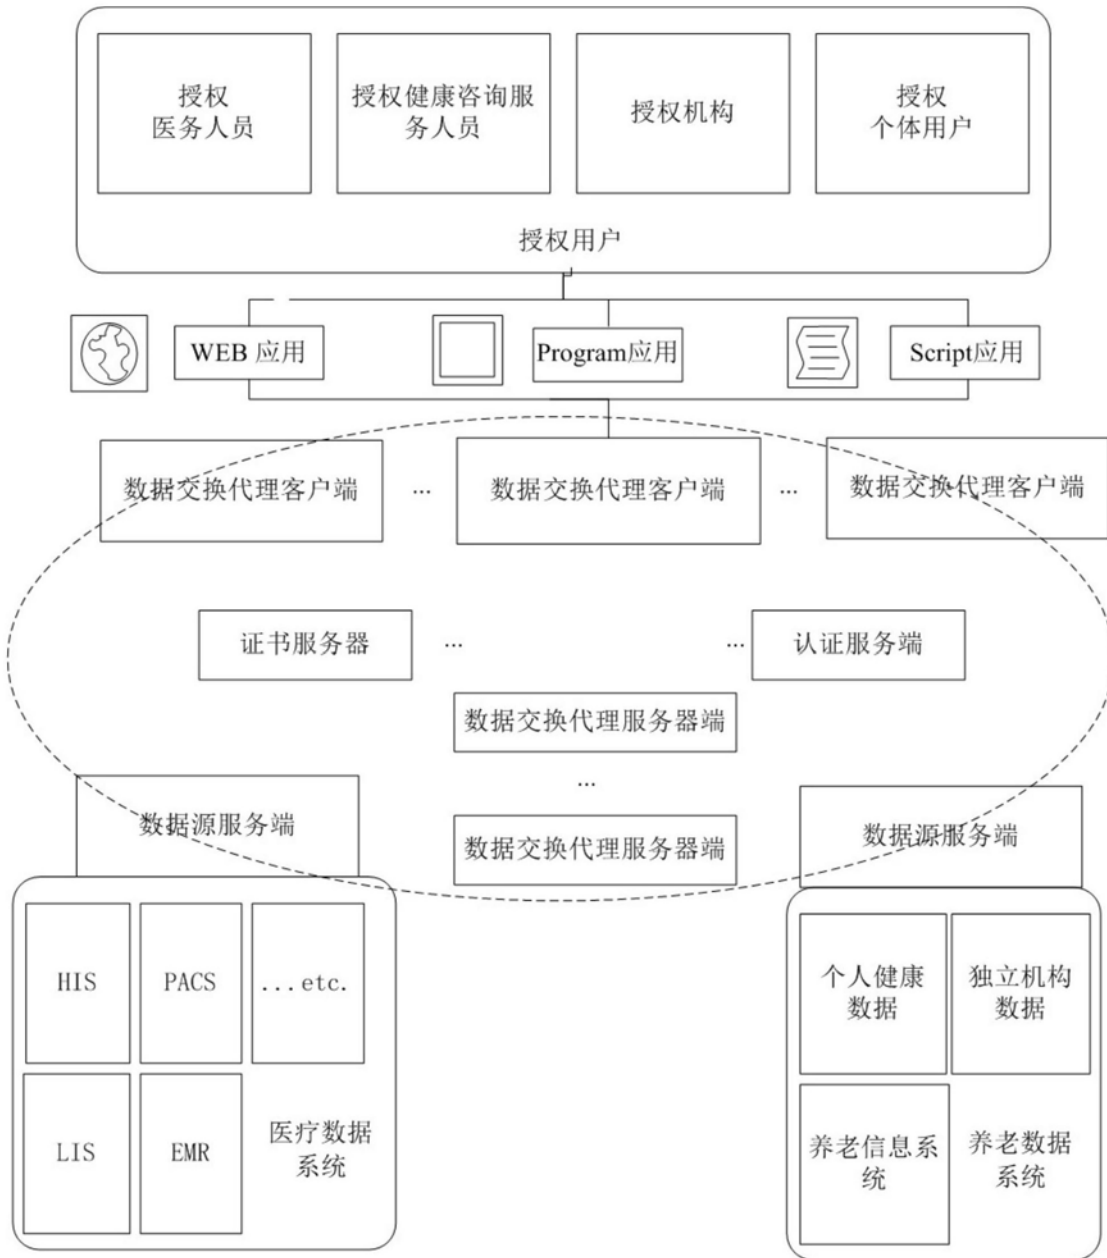 授权
医务人员
授权健康咨询服
务人员
授权机构
授权
个体用户
授权用户
WEB 应用
Program应用
Script应用
数据交换代理客户端
...
数据交换代理客户端
...
数据交换代理客户端
证书服务器
...
...
认证服务端
数据交换代理服务器端
...
数据源服务端
数据交换代理服务器端
数据源服务端
HIS
PACS
...etc.
LIS
EMR
医疗数据
系统
个人健康
数据
独立机构
数据
养老信息系
统
养老数据
系统